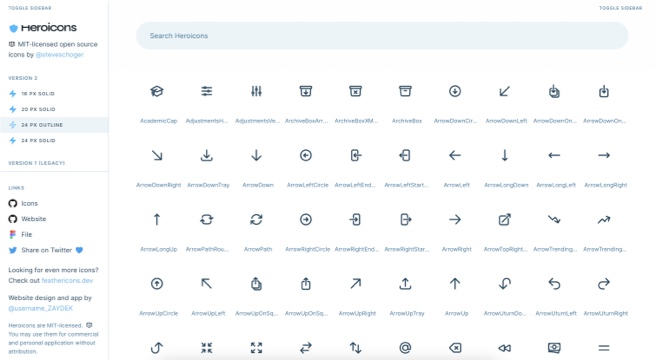 TOGGLE SIDEBAR
Heroicons
MIT-licensed open source
icons by @steveschoger
VERSION 2
16 PX SOLID
20 PX SOLID
24 PX OUTLINE
24 PX SOLID
VERSION 1 (LEGACY)
LINKS
Icons
Website
File
Share on Twitter
Looking for even more icons?
Check out feathericons.dev
Website design and app by
@username_ZAYDEK
Heroicons are MIT-licensed.
You may use them for commercial
and personal application without
attribution.
TOGGLE SIDEBAR
Search Heroicons
AcademicCap AdjustmentsH... AdjustmentsVe... ArchiveBoxArr... ArchiveBoxXM... ArchiveBox ArrowDownCir... ArrowDownLeft ArrowDownOn... ArrowDownOn...
ArrowDownRight ArrowDownTray ArrowDown ArrowLeftCircle ArrowLeftEnd... ArrowLeftStart... ArrowLeft ArrowLongDown ArrowLongLeft ArrowLongRight
ArrowLongUp ArrowPathRou... ArrowPath ArrowRightCircle ArrowRightEnd... ArrowRightStar... ArrowRight ArrowTopRight... ArrowTrending... ArrowTrending...
ArrowUpCircle ArrowUpLeft ArrowUpOnSq... ArrowUpOnSq... ArrowUpRight ArrowUpTray ArrowUp ArrowUturnDo... ArrowUturnLeft ArrowUturnRight